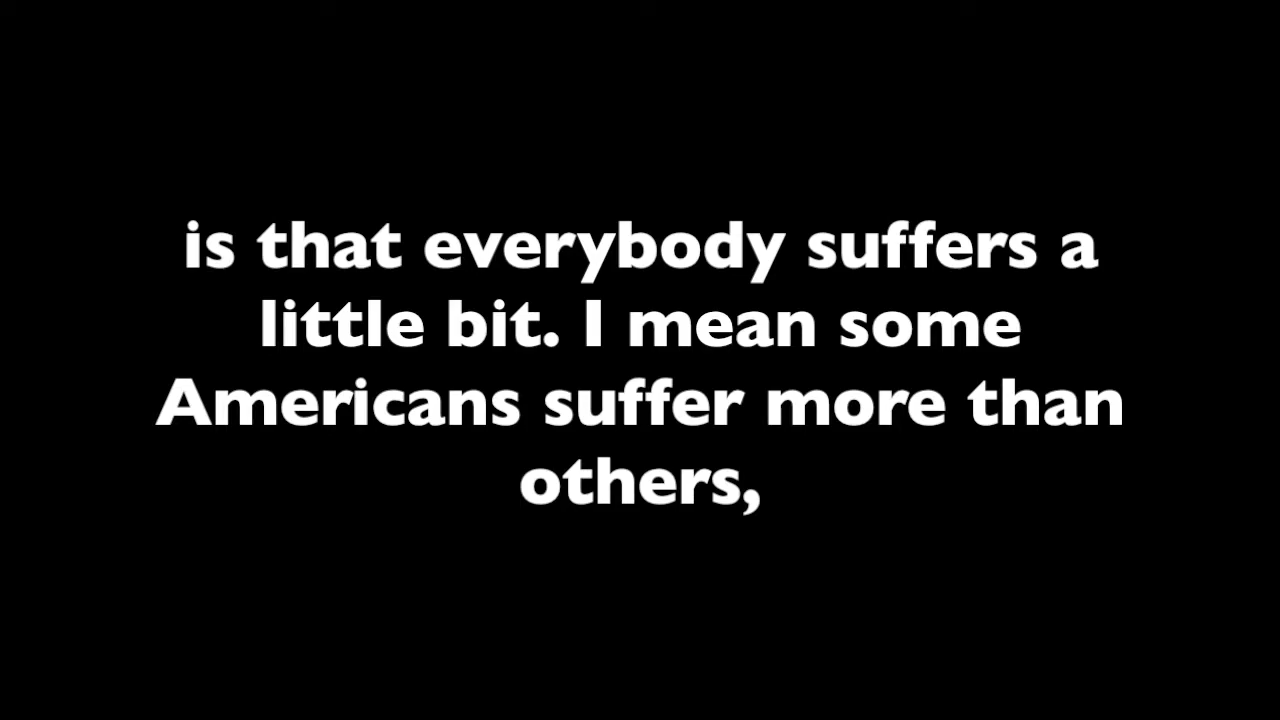 is that everybody suffers a
little bit. I mean some
Americans suffer more than
others,